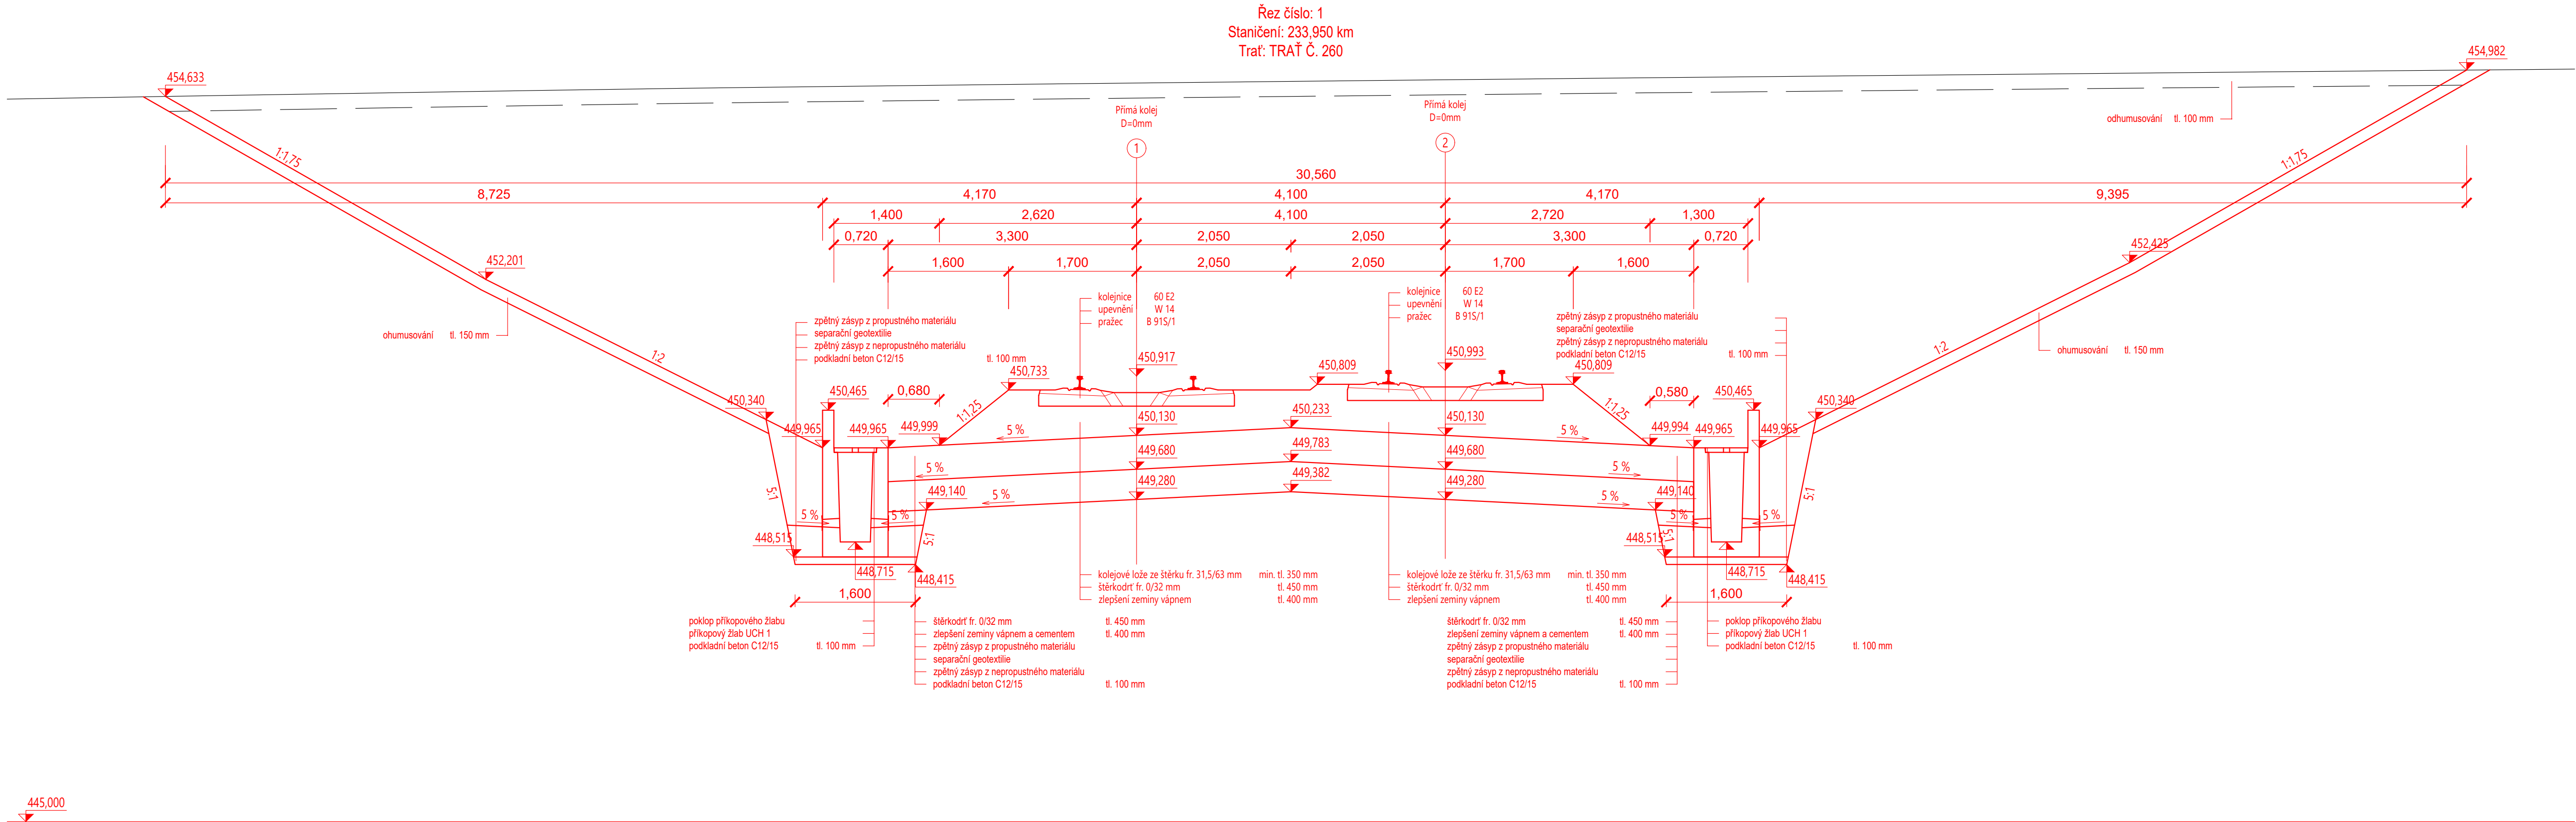 Řez číslo: 1
Staničení: 233,950 km
Trať: TRAŤ Č. 260
454,633
454,982
Přímá kolej
D=0mm
1
Přímá kolej
D=0mm
2
odhumusování tl. 100 mm
1:1,75
1:1,75
30,560
8,725
4,170
4,100
4,170
9,395
1,400
2,620
4,100
2,720
1,300
0,720
3,300
2,050
2,050
3,300
0,720
1,600
1,700
2,050
2,050
1,700
1,600
452,201
452,425
ohumusování tl. 150 mm
ohumusování tl. 150 mm
1:2
1:2
zpětný zásyp z propustného materiálu
separační geotextilie
zpětný zásyp z nepropustného materiálu
podkladní beton C12/15 tl. 100 mm
kolejnice 60 E2
upevnění W 14
pražec B 91S/1
kolejnice 60 E2
upevnění W 14
pražec B 91S/1
zpětný zásyp z propustného materiálu
separační geotextilie
zpětný zásyp z nepropustného materiálu
podkladní beton C12/15 tl. 100 mm
450,733
450,917
450,809
450,993
450,809
450,340
450,465
0,680
1:1,25
1:1,25
0,580
450,465
450,340
449,965
449,965
449,999
5 %
450,130
450,233
450,130
5 %
449,994
449,965
449,965
5 %
449,680
449,783
449,680
5 %
449,140
5 %
449,280
449,382
449,280
5 %
449,140
5:1
5 %
5 %
5:1
5 %
5 %
5:1
5:1
448,515
448,715
448,415
448,515
448,715
448,415
1,600
1,600
kolejové lože ze štěrku fr. 31,5/63 mm min. tl. 350 mm
štěrkodrť fr. 0/32 mm tl. 450 mm
zlepšení zeminy vápnem tl. 400 mm
kolejové lože ze štěrku fr. 31,5/63 mm min. tl. 350 mm
štěrkodrť fr. 0/32 mm tl. 450 mm
zlepšení zeminy vápnem tl. 400 mm
poklop příkopového žlabu
příkopový žlab UCH 1
podkladní beton C12/15 tl. 100 mm
štěrkodrť fr. 0/32 mm tl. 450 mm
zlepšení zeminy vápnem a cementem tl. 400 mm
zpětný zásyp z propustného materiálu
separační geotextilie
zpětný zásyp z nepropustného materiálu
podkladní beton C12/15 tl. 100 mm
štěrkodrť fr. 0/32 mm tl. 450 mm
zlepšení zeminy vápnem a cementem tl. 400 mm
zpětný zásyp z propustného materiálu
separační geotextilie
zpětný zásyp z nepropustného materiálu
podkladní beton C12/15 tl. 100 mm
poklop příkopového žlabu
příkopový žlab UCH 1
podkladní beton C12/15 tl. 100 mm
445,000